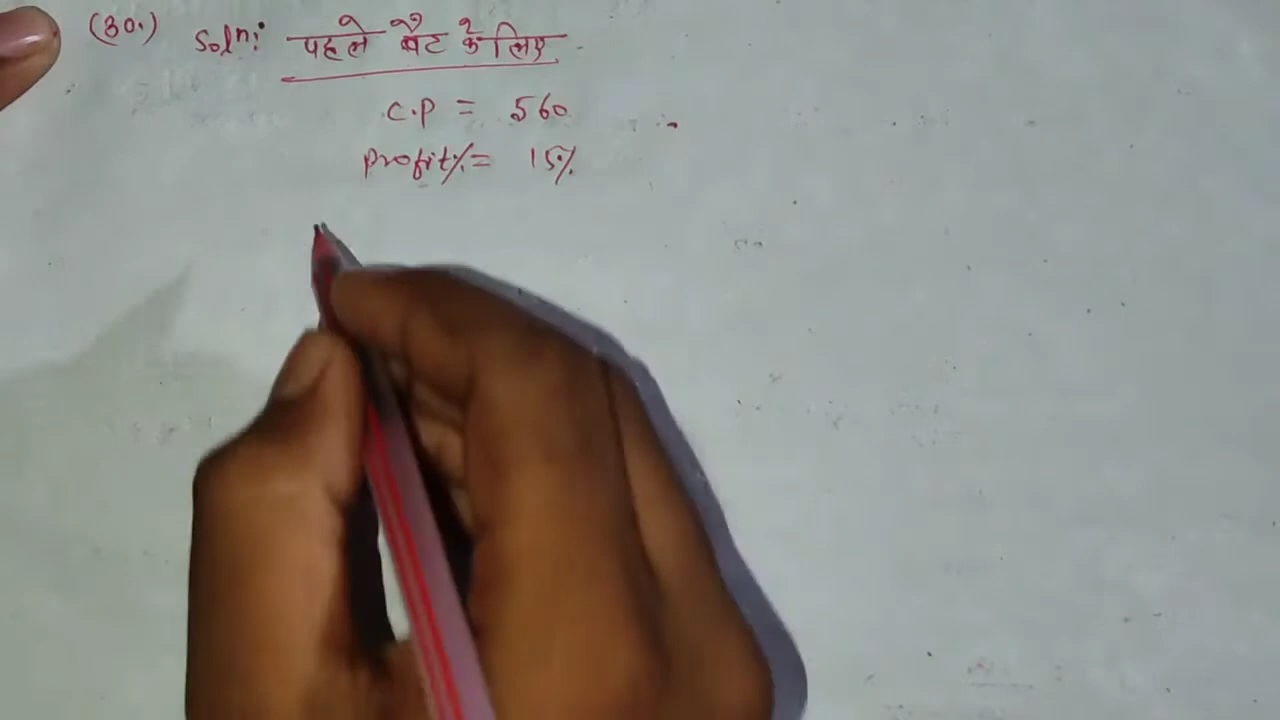 (30.) Solⁿ: पहले बैट के लिए
C.P = 560
Profit% = 15%